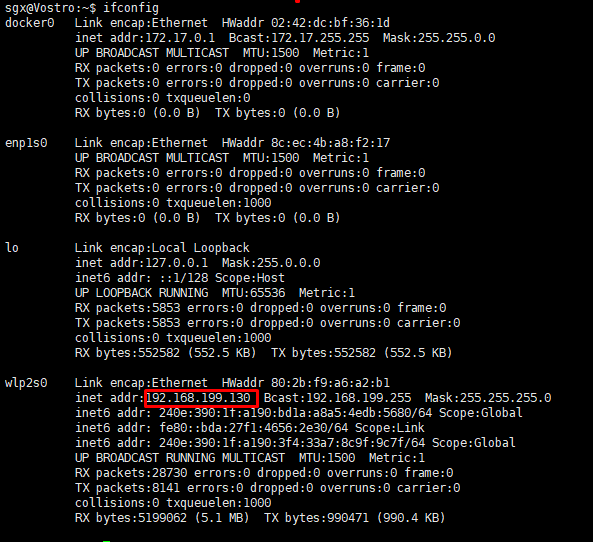 sgx@Vostro:~$ ifconfig
docker0   Link encap:Ethernet  HWaddr 02:42:dc:bf:36:1d
          inet addr:172.17.0.1  Bcast:172.17.255.255  Mask:255.255.0.0
          UP BROADCAST MULTICAST  MTU:1500  Metric:1
          RX packets:0 errors:0 dropped:0 overruns:0 frame:0
          TX packets:0 errors:0 dropped:0 overruns:0 carrier:0
          collisions:0 txqueuelen:0
          RX bytes:0 (0.0 B)  TX bytes:0 (0.0 B)
enp1s0    Link encap:Ethernet  HWaddr 8c:ec:4b:a8:f2:17
          UP BROADCAST MULTICAST  MTU:1500  Metric:1
          RX packets:0 errors:0 dropped:0 overruns:0 frame:0
          TX packets:0 errors:0 dropped:0 overruns:0 carrier:0
          collisions:0 txqueuelen:1000
          RX bytes:0 (0.0 B)  TX bytes:0 (0.0 B)
lo        Link encap:Local Loopback
          inet addr:127.0.0.1  Mask:255.0.0.0
          inet6 addr: ::1/128 Scope:Host
          UP LOOPBACK RUNNING  MTU:65536  Metric:1
          RX packets:5853 errors:0 dropped:0 overruns:0 frame:0
          TX packets:5853 errors:0 dropped:0 overruns:0 carrier:0
          collisions:0 txqueuelen:1000
          RX bytes:552582 (552.5 KB)  TX bytes:552582 (552.5 KB)
wlp2s0    Link encap:Ethernet  HWaddr 80:2b:f9:a6:a2:b1
          inet addr:192.168.199.130  Bcast:192.168.199.255  Mask:255.255.255.0
          inet6 addr: 240e:390:1f:a190:bd1a:a8a5:4edb:5680/64 Scope:Global
          inet6 addr: fe80::bda:27f1:4656:2e30/64 Scope:Link
          inet6 addr: 240e:390:1f:a190:3f4:33a7:8c9f:9c7f/64 Scope:Global
          UP BROADCAST RUNNING MULTICAST  MTU:1500  Metric:1
          RX packets:28730 errors:0 dropped:0 overruns:0 frame:0
          TX packets:8141 errors:0 dropped:0 overruns:0 carrier:0
          collisions:0 txqueuelen:1000
          RX bytes:5199062 (5.1 MB)  TX bytes:990471 (990.4 KB)